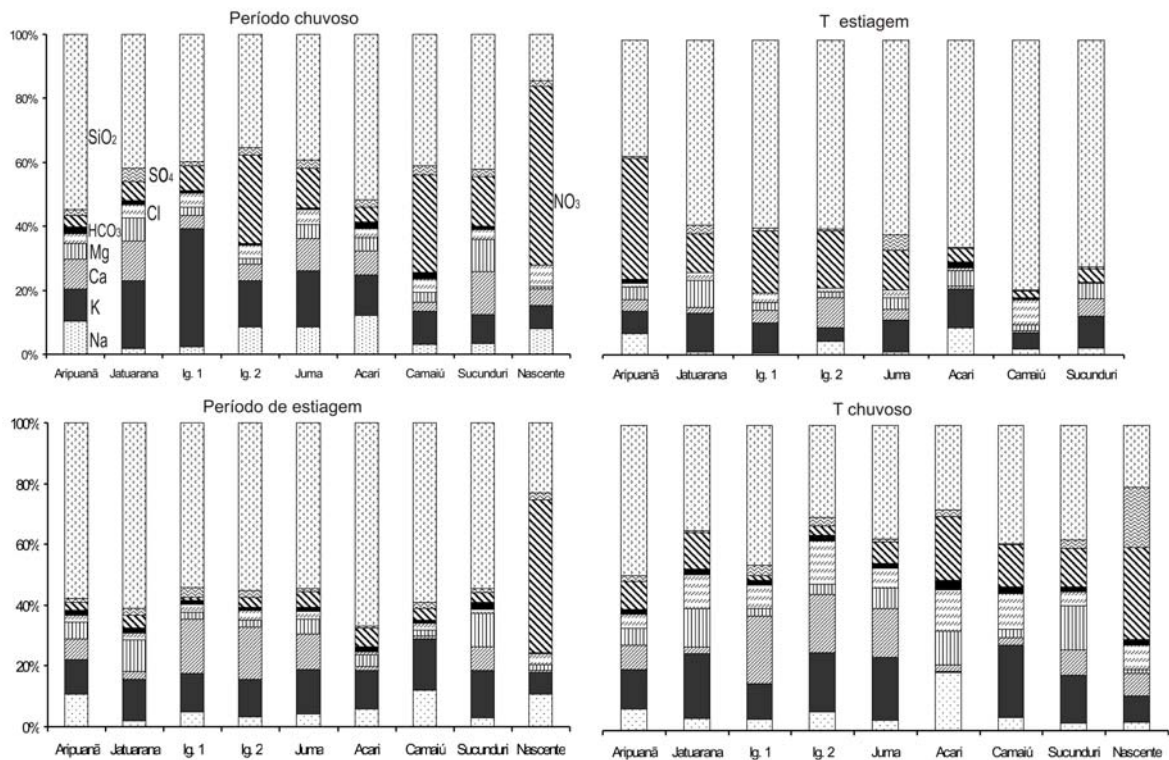 Período chuvoso
100%
80%
60%
40%
20%
0%
SiO2
SO4
Cl
HCO3
Mg
Ca
K
Na
NO3
Aripuanã Jatuarana Ig. 1 Ig. 2 Juma Acari Camaiú Sucunduri Nascente
T estiagem
Aripuanã Jatuarana Ig. 1 Ig. 2 Juma Acari Camaiú Sucunduri
Período de estiagem
100%
80%
60%
40%
20%
0%
Aripuanã Jatuarana Ig. 1 Ig. 2 Juma Acari Camaiú Sucunduri Nascente
T chuvoso
Aripuanã Jatuarana Ig. 1 Ig. 2 Juma Acari Camaiú Sucunduri Nascente